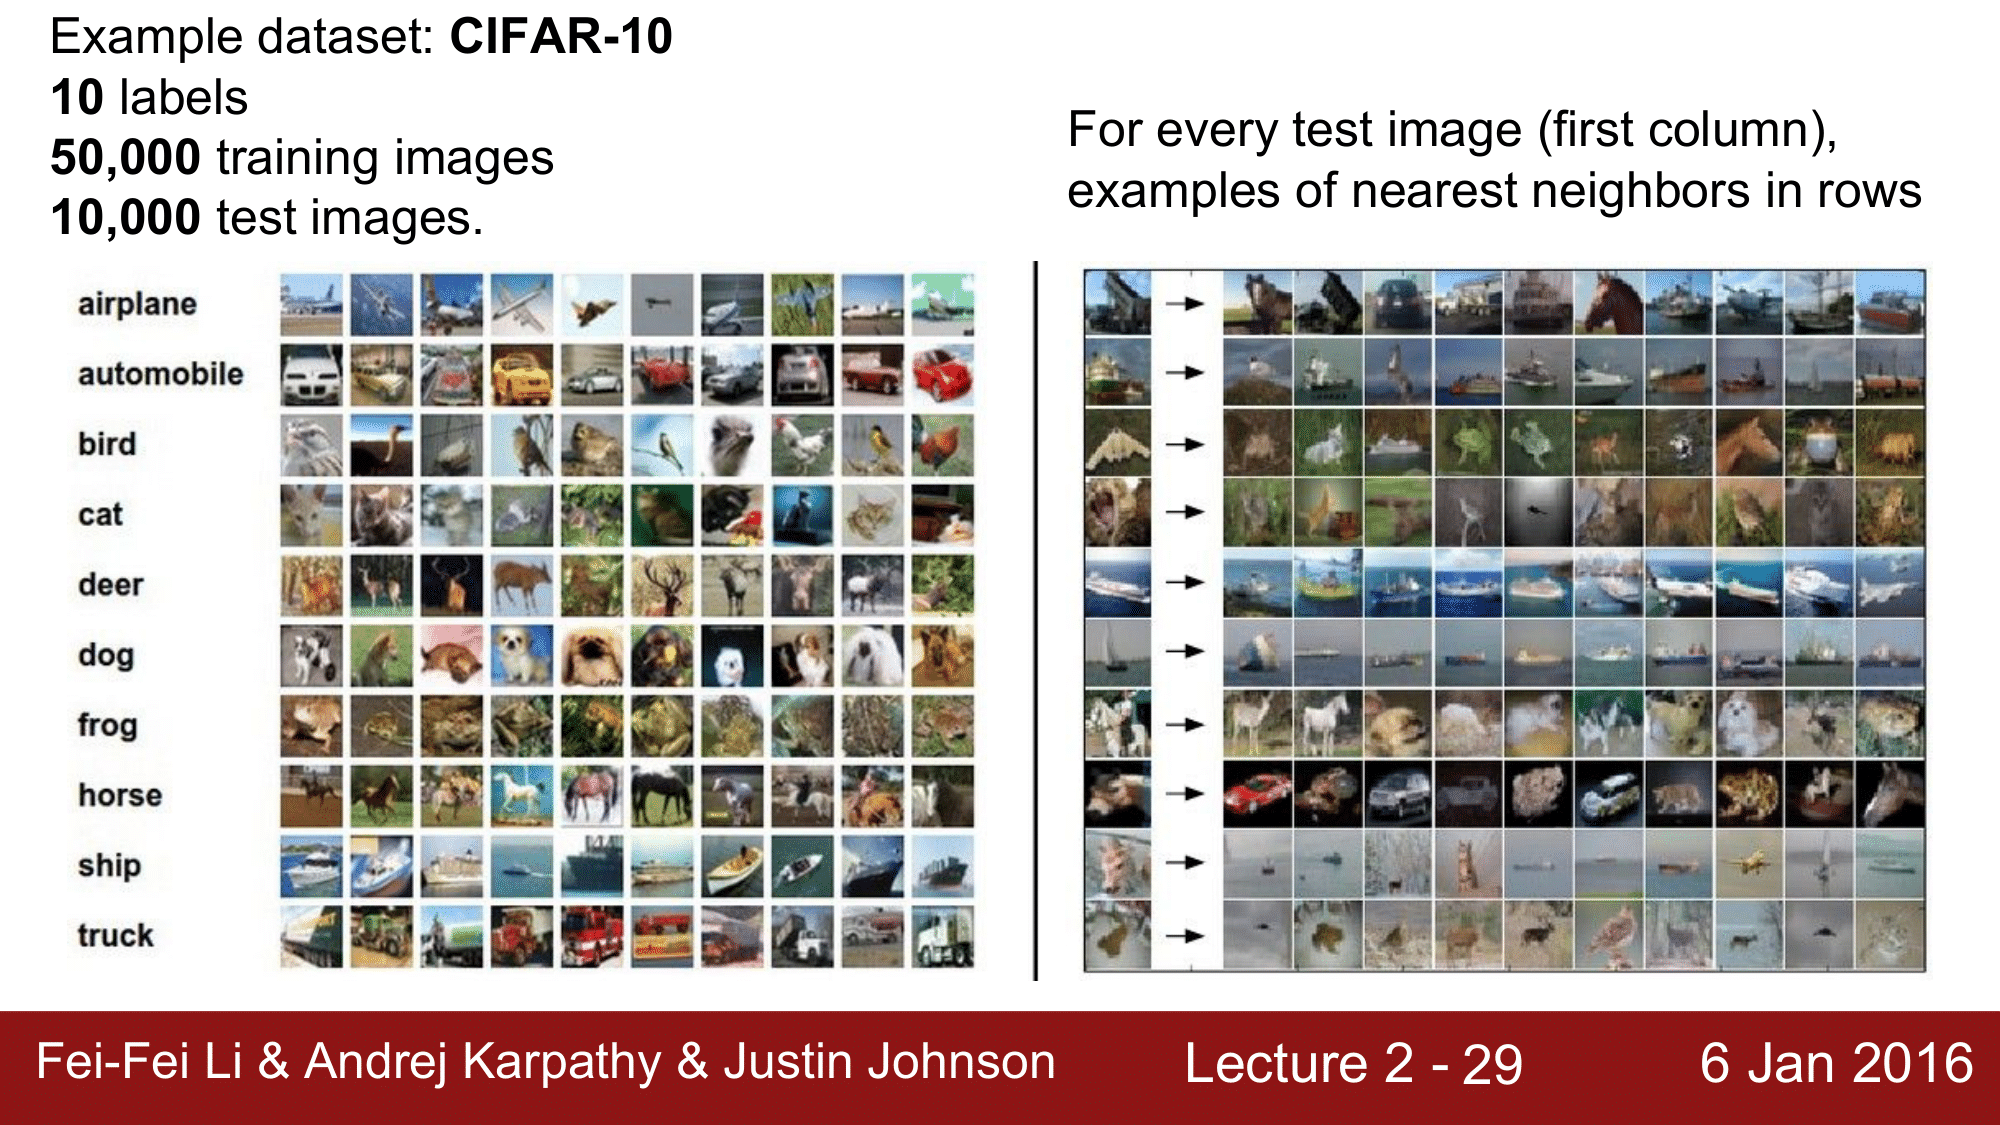 Example dataset: CIFAR-10
10 labels
50,000 training images
10,000 test images.
For every test image (first column),
examples of nearest neighbors in rows
airplane
automobile
bird
cat
deer
dog
frog
horse
ship
truck
Fei-Fei Li & Andrej Karpathy & Justin Johnson
Lecture 2 - 29
6 Jan 2016